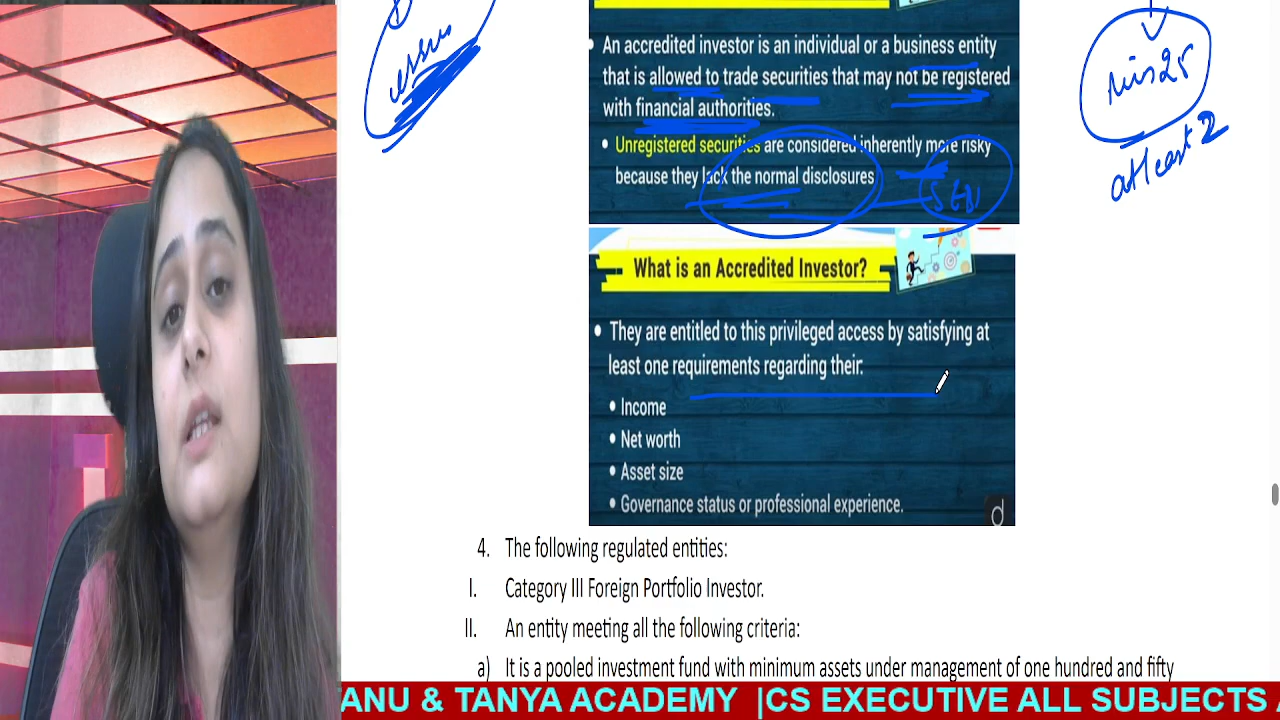 An accredited investor is an individual or a business entity
that is allowed to trade securities that may not be registered
with financial authorities.
• Unregistered securities are considered inherently more risky
because they lack the normal disclosures
at least 2
What is an Accredited Investor?
• They are entitled to this privileged access by satisfying at
least one requirements regarding their:
• Income
• Net worth
• Asset size
• Governance status or professional experience.
d
4. The following regulated entities:
I. Category III Foreign Portfolio Investor.
II. An entity meeting all the following criteria:
a) It is a pooled investment fund with minimum assets under management of one hundred and fifty
ANU & TANYA ACADEMY |CS EXECUTIVE ALL SUBJECTS